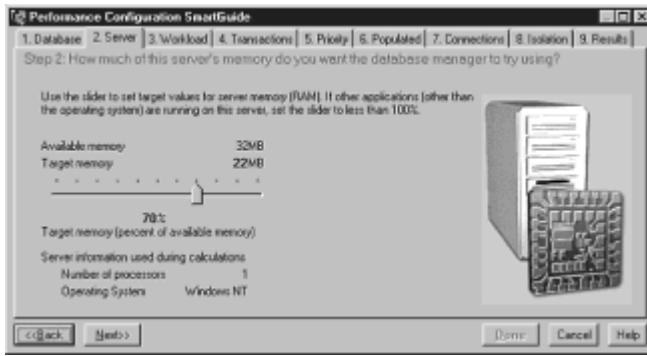 Performance Configuration SmartGuide
1. Database 2. Server 3. Workload 4. Transactions 5. Priority 6. Populated 7. Connections 8. Isolation 9. Results
Step 2: How much of this server's memory do you want the database manager to try using?
Use the slider to set target values for server memory (RAM). If other applications (other than
the operating system) are running on this server, set the slider to less than 100%.
Available memory 32MB
Target memory 22MB
70%
Target memory (percent of available memory)
Server information used during calculations
Number of processors 1
Operating System Windows NT
<<Back Next>> Done Cancel Help